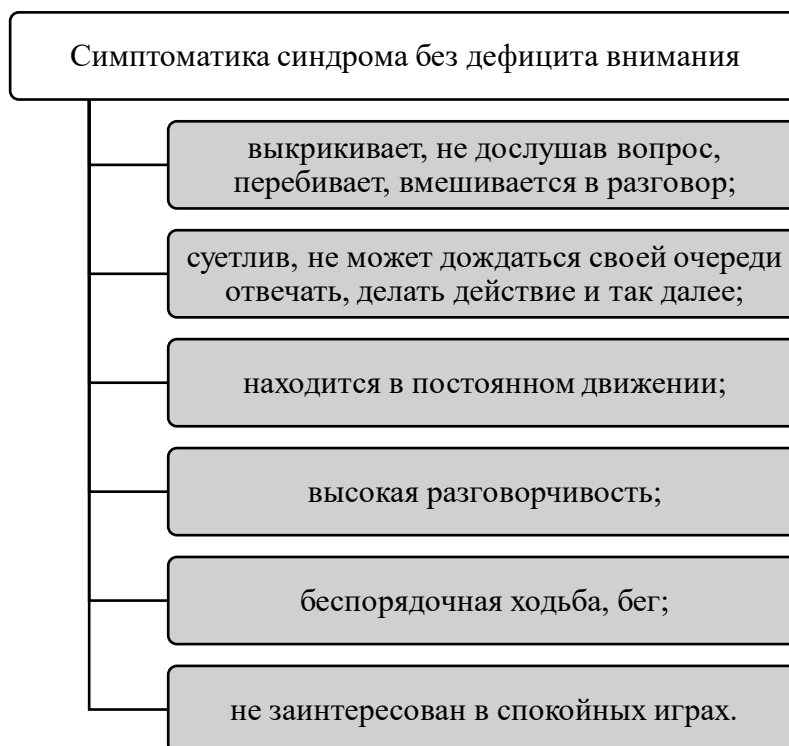 Симптоматика синдрома без дефицита внимания
выкрикивает, не дослушав вопрос,
перебивает, вмешивается в разговор;
суетлив, не может дождаться своей очереди
отвечать, делать действие и так далее;
находится в постоянном движении;
высокая разговорчивость;
беспорядочная ходьба, бег;
не заинтересован в спокойных играх.